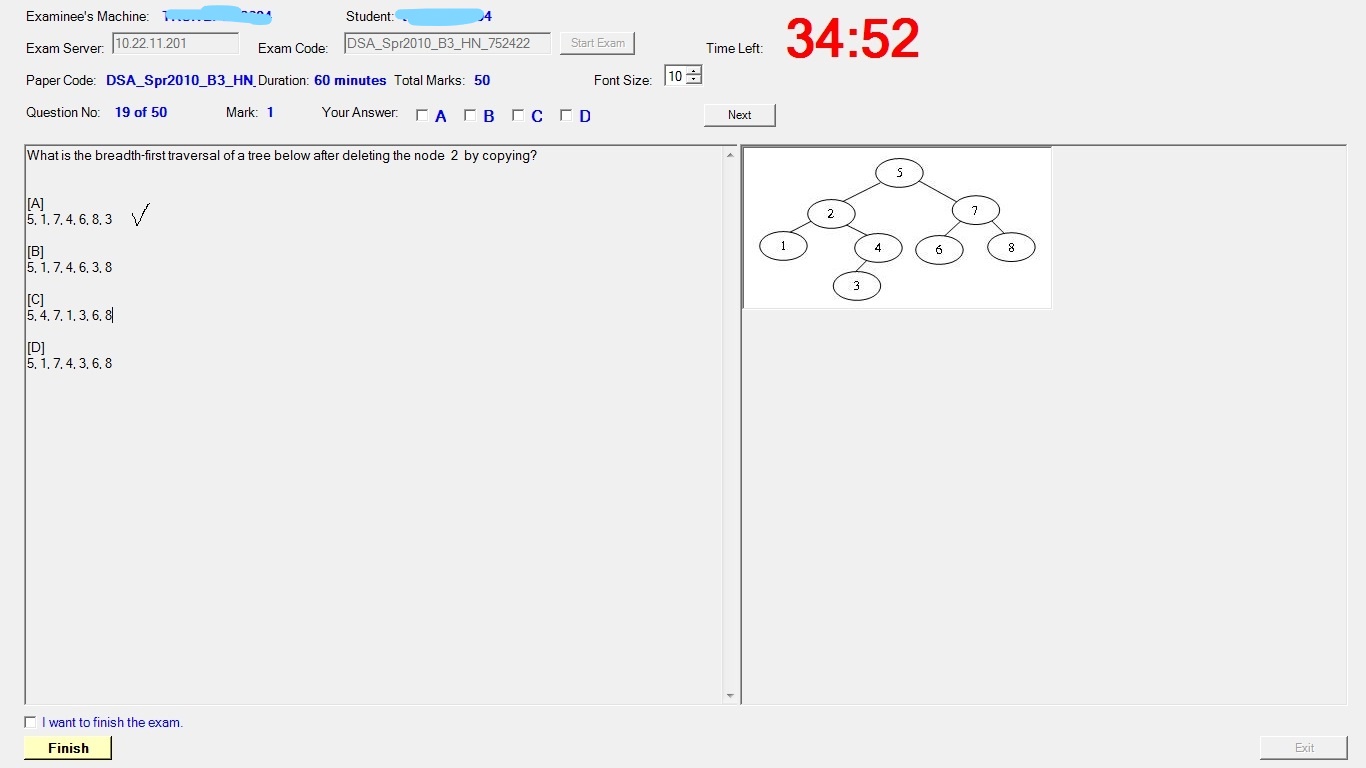 Examinee's Machine: Student: 4
Exam Server: 10.22.11.201 Exam Code: DSA_Spr2010_B3_HN_752422 Start Exam Time Left: 34:52
Paper Code: DSA_Spr2010_B3_HN_ Duration: 60 minutes Total Marks: 50 Font Size: 10
Question No: 19 of 50 Mark: 1 Your Answer: A B C D Next
What is the breadth-first traversal of a tree below after deleting the node 2 by copying?
[A]
5, 1, 7, 4, 6, 8, 3
[B]
5, 1, 7, 4, 6, 3, 8
[C]
5, 4, 7, 1, 3, 6, 8
[D]
5, 1, 7, 4, 3, 6, 8
5
2 7
1 4 6 8
3
I want to finish the exam.
Finish Exit